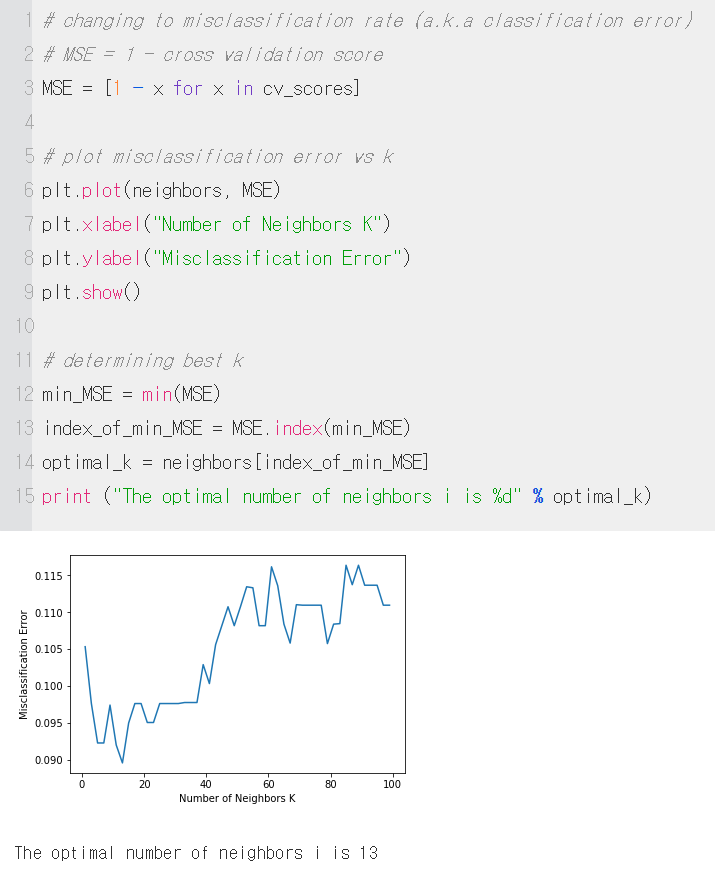 1 # changing to misclassification rate (a.k.a classification error)
2 # MSE = 1 - cross validation score
3 MSE = [1 - x for x in cv_scores]
4
5 # plot misclassification error vs k
6 plt.plot(neighbors, MSE)
7 plt.xlabel("Number of Neighbors K")
8 plt.ylabel("Misclassification Error")
9 plt.show()
10
11 # determining best k
12 min_MSE = min(MSE)
13 index_of_min_MSE = MSE.index(min_MSE)
14 optimal_k = neighbors[index_of_min_MSE]
15 print ("The optimal number of neighbors i is %d" % optimal_k)
Misclassification Error
0.115
0.110
0.105
0.100
0.095
0.090
0 20 40 60 80 100
Number of Neighbors K
The optimal number of neighbors i is 13